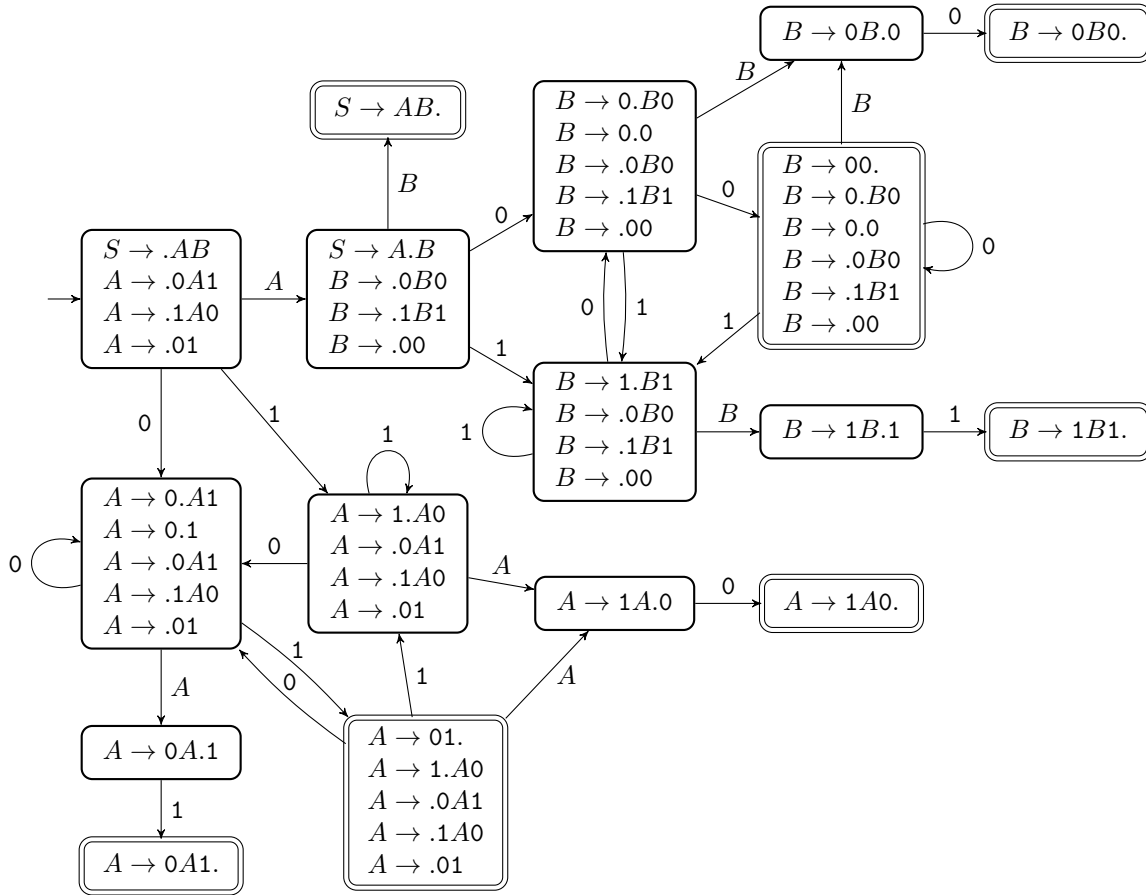 B → 0B.0
0
B → 0B0.
S → AB.
B
B → 0.B0
B → 0.0
B → .0B0
B → .1B1
B → .00
B
B → 00.
B → 0.B0
B → 0.0
B → .0B0
B → .1B1
B → .00
B
0
0
0
1
S → .AB
A → .0A1
A → .1A0
A → .01
A
S → A.B
B → .0B0
B → .1B1
B → .00
1
0
1
B → 1.B1
B → .0B0
B → .1B1
B → .00
1
B
B → 1B.1
1
B → 1B1.
0
1
1
A → 0.A1
A → 0.1
A → .0A1
A → .1A0
A → .01
0
0
A → 1.A0
A → .0A1
A → .1A0
A → .01
A
A → 1A.0
0
A → 1A0.
1
0
1
A
A
A → 0A.1
1
A → 0A1.
A → 01.
A → 1.A0
A → .0A1
A → .1A0
A → .01